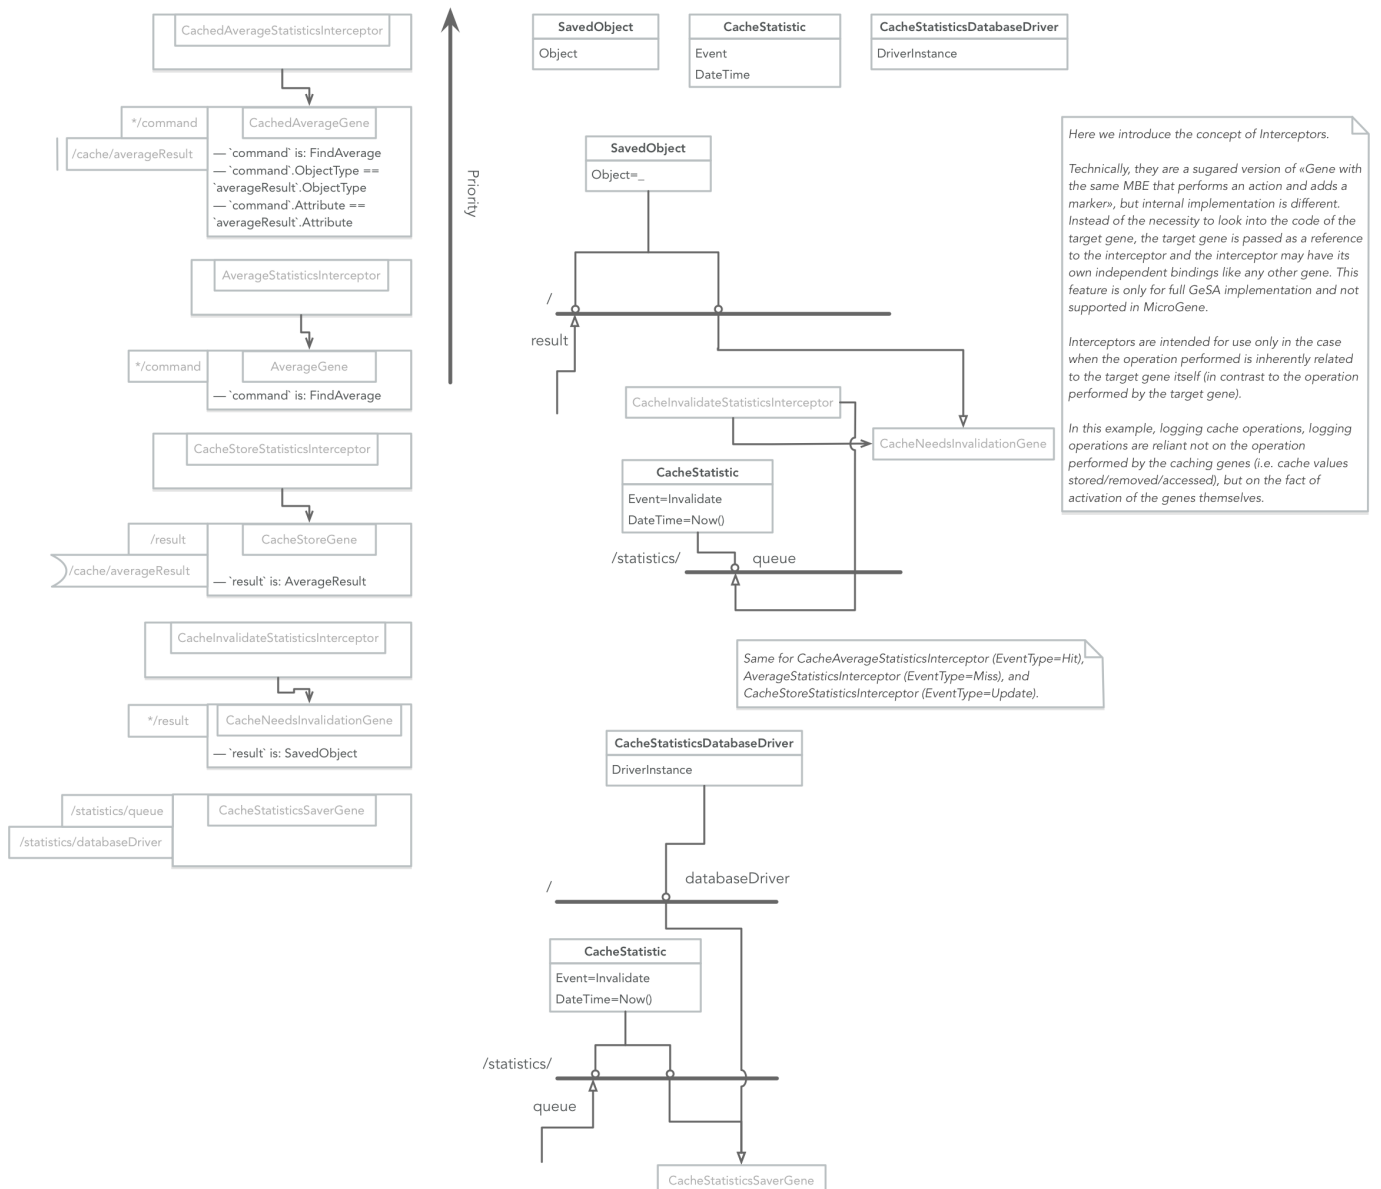 CachedAverageStatisticsInterceptor
*/command
CachedAverageGene
/cache/averageResult
— `command` is: FindAverage
— `command`.ObjectType ==
`averageResult`.ObjectType
— `command`.Attribute ==
`averageResult`.Attribute
AverageStatisticsInterceptor
*/command
AverageGene
— `command` is: FindAverage
CacheStoreStatisticsInterceptor
/result
CacheStoreGene
/cache/averageResult
— `result` is: AverageResult
CacheInvalidateStatisticsInterceptor
*/result
CacheNeedsInvalidationGene
— `result` is: SavedObject
/statistics/queue
CacheStatisticsSaverGene
/statistics/databaseDriver
Priority
SavedObject
Object
CacheStatistic
Event
DateTime
CacheStatisticsDatabaseDriver
DriverInstance
SavedObject
Object=_
/
result
CacheInvalidateStatisticsInterceptor
CacheNeedsInvalidationGene
CacheStatistic
Event=Invalidate
DateTime=Now()
/statistics/
queue
Here we introduce the concept of Interceptors.
Technically, they are a sugared version of «Gene with
the same MBE that performs an action and adds a
marker», but internal implementation is different.
Instead of the necessity to look into the code of the
target gene, the target gene is passed as a reference
to the interceptor and the interceptor may have its
own independent bindings like any other gene. This
feature is only for full GeSA implementation and not
supported in MicroGene.
Interceptors are intended for use only in the case
when the operation performed is inherently related
to the target gene itself (in contrast to the operation
performed by the target gene).
In this example, logging cache operations, logging
operations are reliant not on the operation
performed by the caching genes (i.e. cache values
stored/removed/accessed), but on the fact of
activation of the genes themselves.
Same for CacheAverageStatisticsInterceptor (EventType=Hit),
AverageStatisticsInterceptor (EventType=Miss), and
CacheStoreStatisticsInterceptor (EventType=Update).
CacheStatisticsDatabaseDriver
DriverInstance
/
databaseDriver
CacheStatistic
Event=Invalidate
DateTime=Now()
/statistics/
queue
CacheStatisticsSaverGene